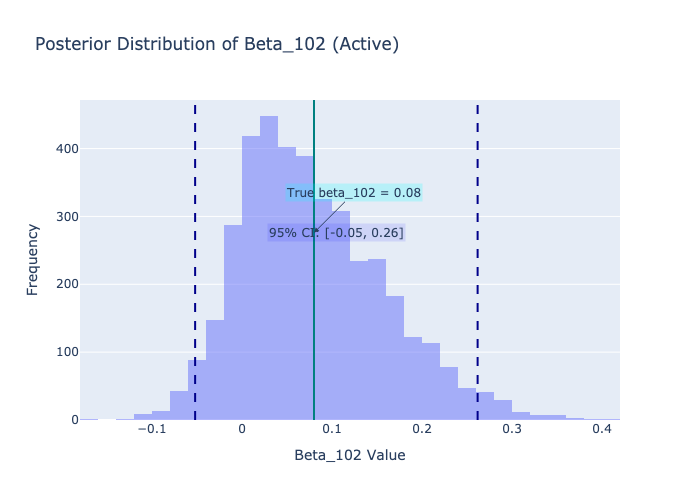 Posterior Distribution of Beta_102 (Active)
400
True beta_102 = 0.08
300
95% CI: [-0.05, 0.26]
Frequency
200
100
0
−0.1
0
0.1
0.2
0.3
0.4
Beta_102 Value